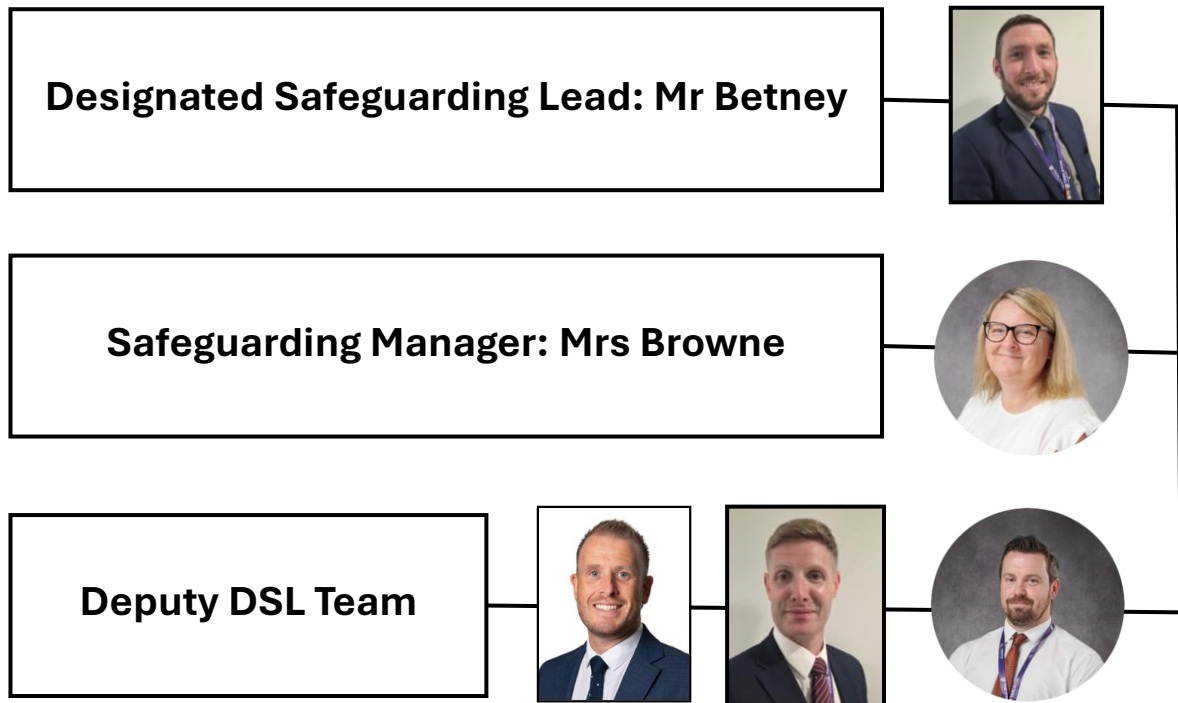 Designated Safeguarding Lead: Mr Betney
Safeguarding Manager: Mrs Browne
Deputy DSL Team